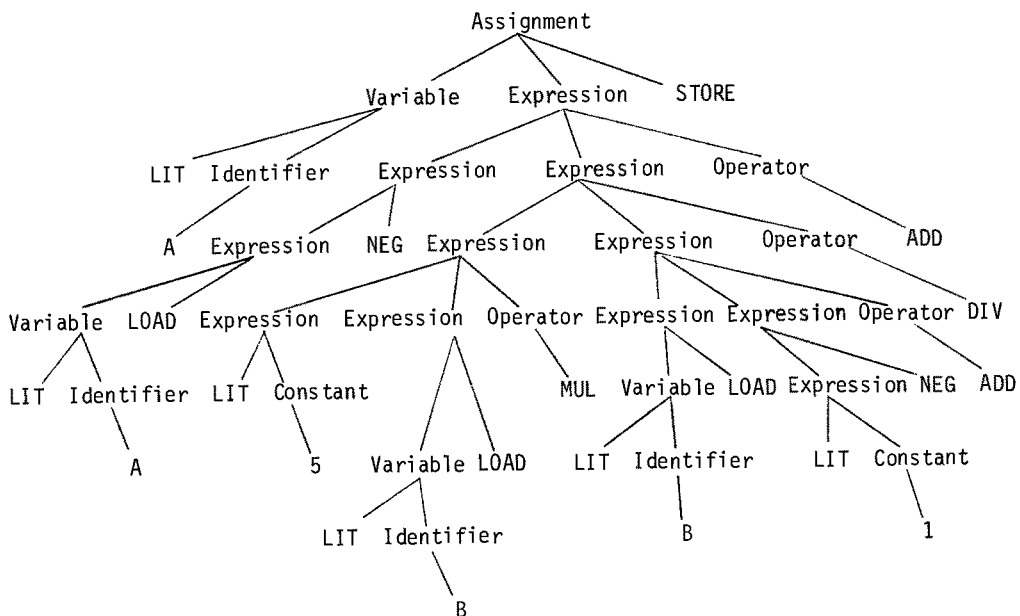 Assignment
Variable Expression STORE
LIT Identifier Expression Expression Operator
A Expression NEG Expression Expression Operator ADD
Variable LOAD Expression Expression Operator Expression Expression Operator DIV
LIT Identifier LIT Constant MUL Variable LOAD Expression NEG ADD
A 5 Variable LOAD LIT Identifier LIT Constant
LIT Identifier B 1
B